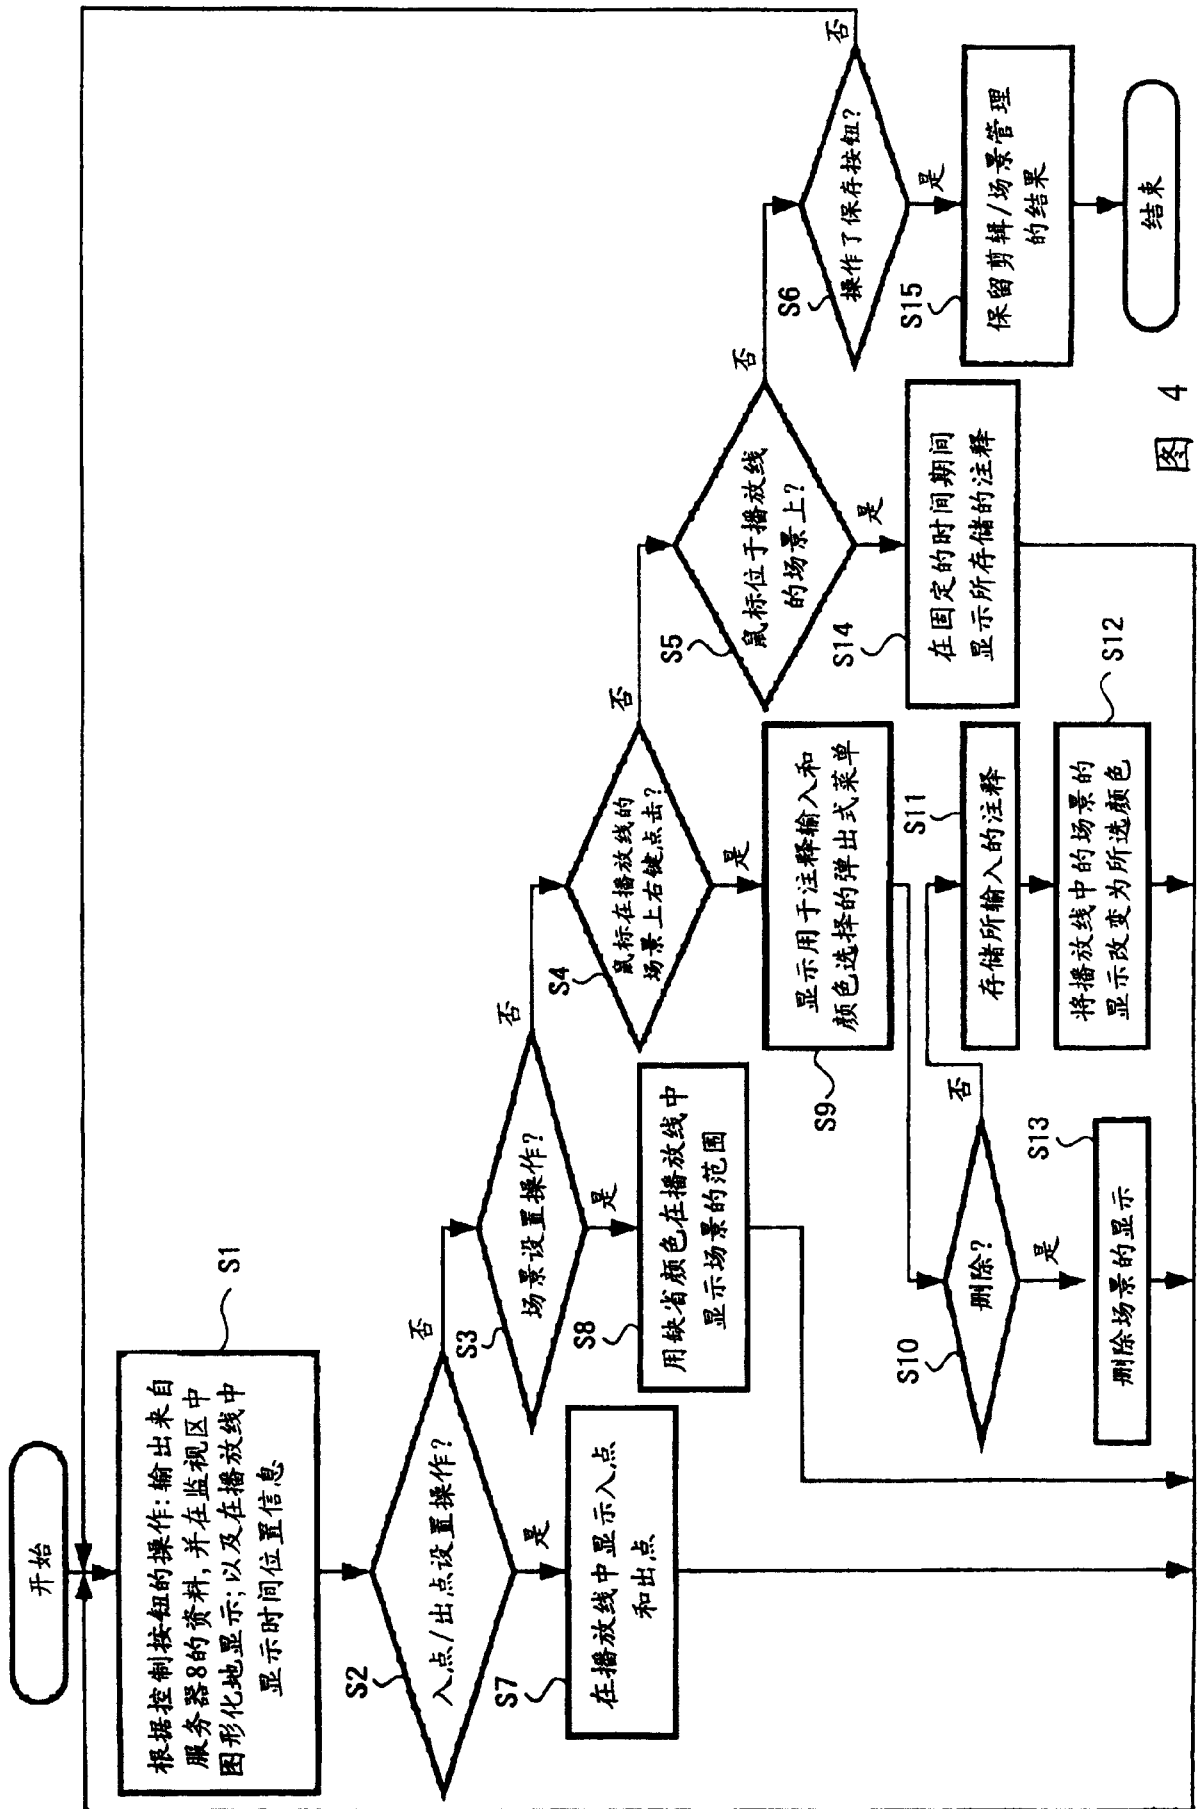 开始
S1
根据控制按钮的操作:输出来自
服务器8的资料,并在监视区中
图形化地显示;以及在播放线中
显示时间位置信息
S2
入点/出点设置操作?
否
是
S7
在播放线中显示入点
和出点
S3
场景设置操作?
否
是
S8
用缺省颜色在播放线中
显示场景的范围
S4
鼠标在播放线的
场景上右键点击?
否
是
S9
显示用于注释输入和
颜色选择的弹出式菜单
S10
删除?
否
是
S11
存储所输入的注释
S12
将播放线中的场景的
显示改变为所选颜色
S13
删除场景的显示
S5
鼠标位于播放线
的场景上?
否
是
S14
在固定的时间期间
显示所存储的注释
S6
操作了保存按钮?
否
是
S15
保留剪辑/场景管理
的结果
结束
图 4